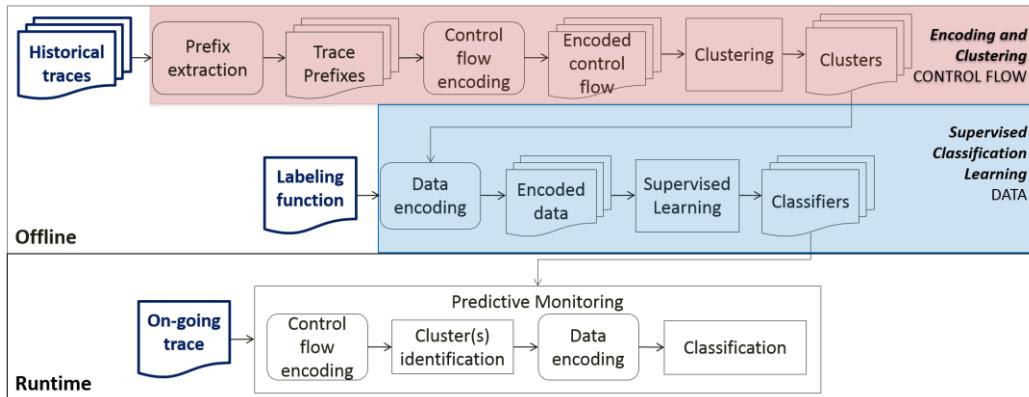 Historical
traces
Prefix
extraction
Trace
Prefixes
Control
flow
encoding
Encoded
control
flow
Clustering
Clusters
Encoding and
Clustering
CONTROL FLOW
Labeling
function
Data
encoding
Encoded
data
Supervised
Learning
Classifiers
Supervised
Classification
Learning
DATA
Offline
Predictive Monitoring
On-going
trace
Control
flow
encoding
Cluster(s)
identification
Data
encoding
Classification
Runtime